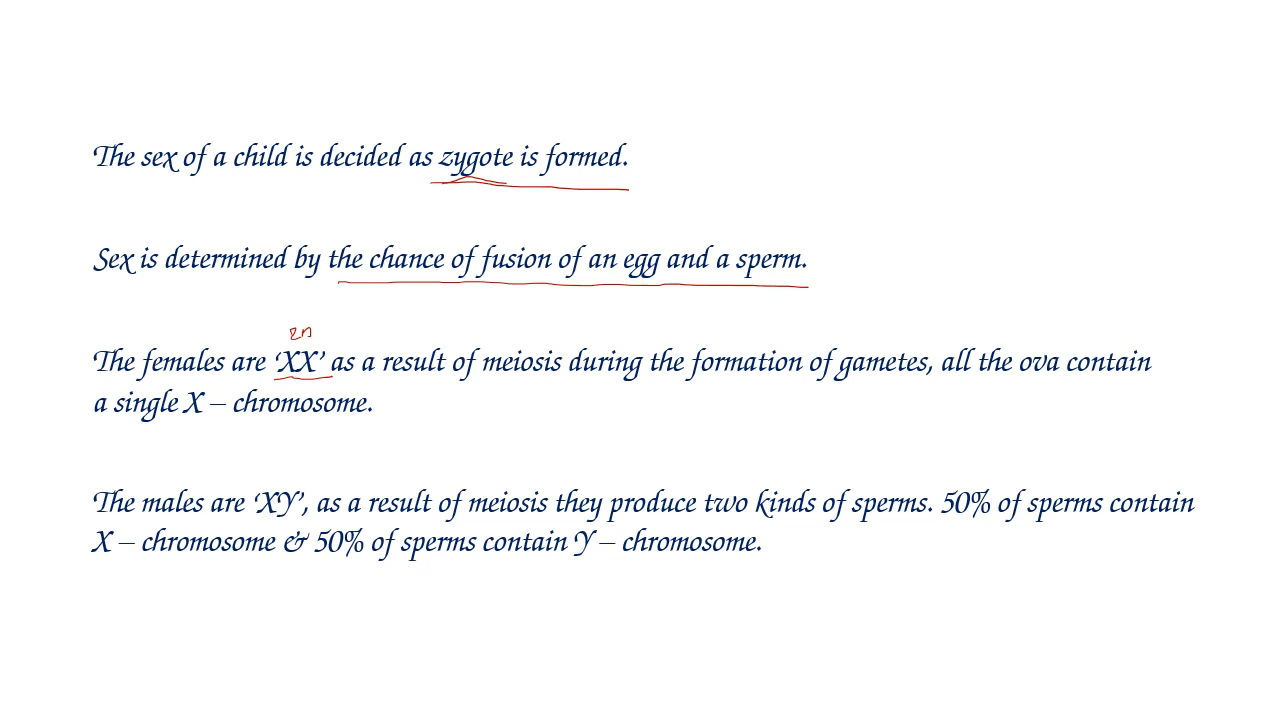 The sex of a child is decided as zygote is formed.
Sex is determined by the chance of fusion of an egg and a sperm.
2n
The females are ‘XX’ as a result of meiosis during the formation of gametes, all the ova contain
a single X – chromosome.
The males are ‘XY’, as a result of meiosis they produce two kinds of sperms. 50% of sperms contain
X – chromosome & 50% of sperms contain Y – chromosome.